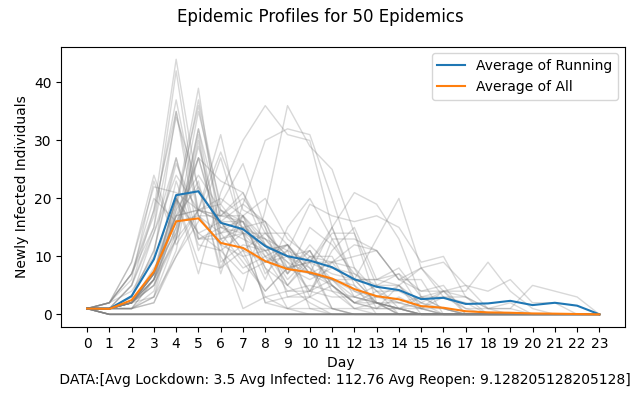 Epidemic Profiles for 50 Epidemics
Average of Running
Average of All
Newly Infected Individuals
40
30
20
10
0
0 1 2 3 4 5 6 7 8 9 10 11 12 13 14 15 16 17 18 19 20 21 22 23
Day
DATA:[Avg Lockdown: 3.5 Avg Infected: 112.76 Avg Reopen: 9.128205128205128]